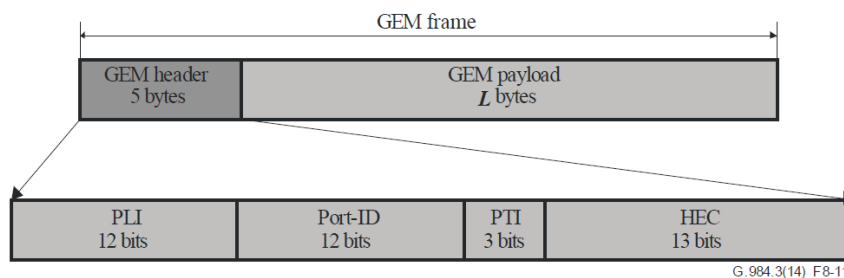 GEM frame
GEM header
5 bytes
GEM payload
L bytes
PLI
12 bits
Port-ID
12 bits
PTI
3 bits
HEC
13 bits